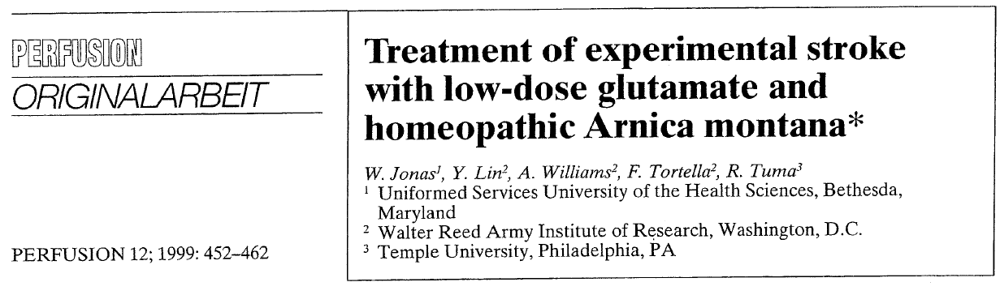 PERFUSION
ORIGINALARBEIT
PERFUSION 12; 1999: 452–462
Treatment of experimental stroke
with low-dose glutamate and
homeopathic Arnica montana*
W. Jonas¹, Y. Lin², A. Williams², F. Tortella², R. Tuma³
¹ Uniformed Services University of the Health Sciences, Bethesda,
Maryland
² Walter Reed Army Institute of Research, Washington, D.C.
³ Temple University, Philadelphia, PA